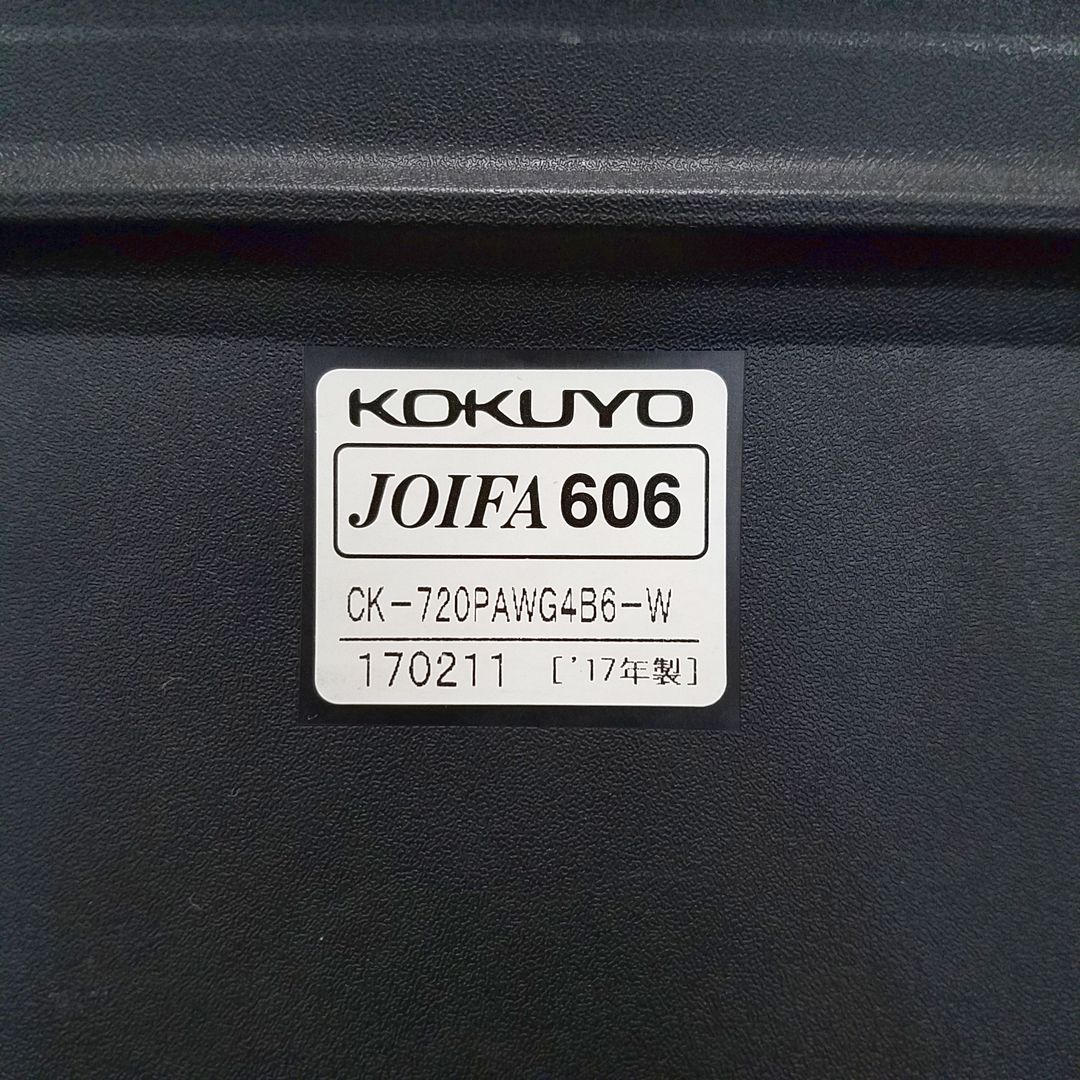 KOKUYO
JOIFA 606
CK-720PAWG4B6-W
170211 ['17年製]